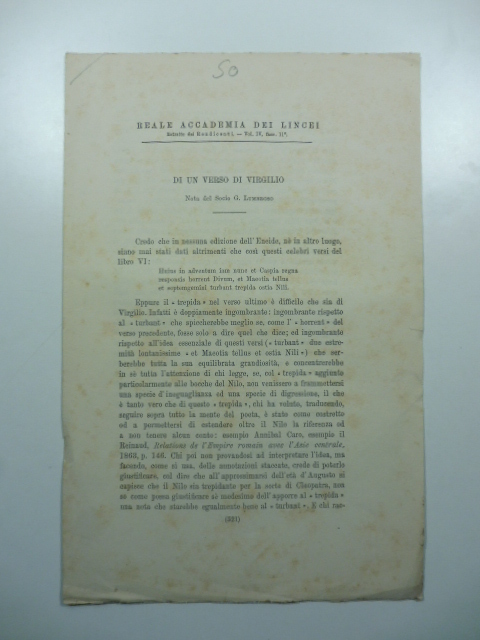 50
REALE ACCADEMIA DEI LINCEI
Estratto dai Rendiconti. — Vol. IV, fasc. 11°.
DI UN VERSO DI VIRGILIO
Nota del Socio G. LUMBROSO
Credo che in nessuna edizione dell'Eneide, nè in altro luogo,
siano mai stati dati altrimenti che così questi celebri versi del
libro VI:
Huius in adventum iam nunc et Caspia regna
responsis horrent Divum, et Maeotia tellus
et septemgemini turbant trepida ostia Nili.
Eppure il « trepida » nel verso ultimo è difficile che sia di
Virgilio. Infatti è doppiamente ingombrante: ingombrante rispetto
al « turbant » che spiccherebbe meglio se, come l' « horrent » del
verso precedente, fosse solo a dire quel che dice; ed ingombrante
rispetto all'idea essenziale di questi versi (« turbant » due estre-
mità lontanissime « et Maeotia tellus et ostia Nili ») che ser-
berebbe tutta la sua equilibrata grandiosità, e concentrerebbe
in sè tutta l'attenzione di chi legge, se, col « trepida » aggiunto
particolarmente alle bocche del Nilo, non venissero a frammettersi
una specie d'ineguaglianza ed una specie di digressione, il che
è tanto vero che di questo « trepida », chi ha voluto, traducendo,
seguire sopra tutto la mente del poeta, è stato come costretto
ed a permettersi di estendere oltre il Nilo la riferenza ed
a non tenere alcun conto: esempio Annibal Caro, esempio il
Reinaud, Relations de l'Empire romain avec l'Asie centrale,
1863, p. 146. Chi poi non provandosi ad interpretare l'idea, ma
facendo, come si usa, delle annotazioni staccate, crede di poterlo
giustificare, col dire che all'approssimarsi dell'età d'Augusto si
capisce che il Nilo sia trepidante per la sorte di Cleopatra, non
so come possa giustificare sè medesimo dell'apporre al « trepida »
una nota che starebbe egualmente bene al « turbant ». E chi rac-
(321)